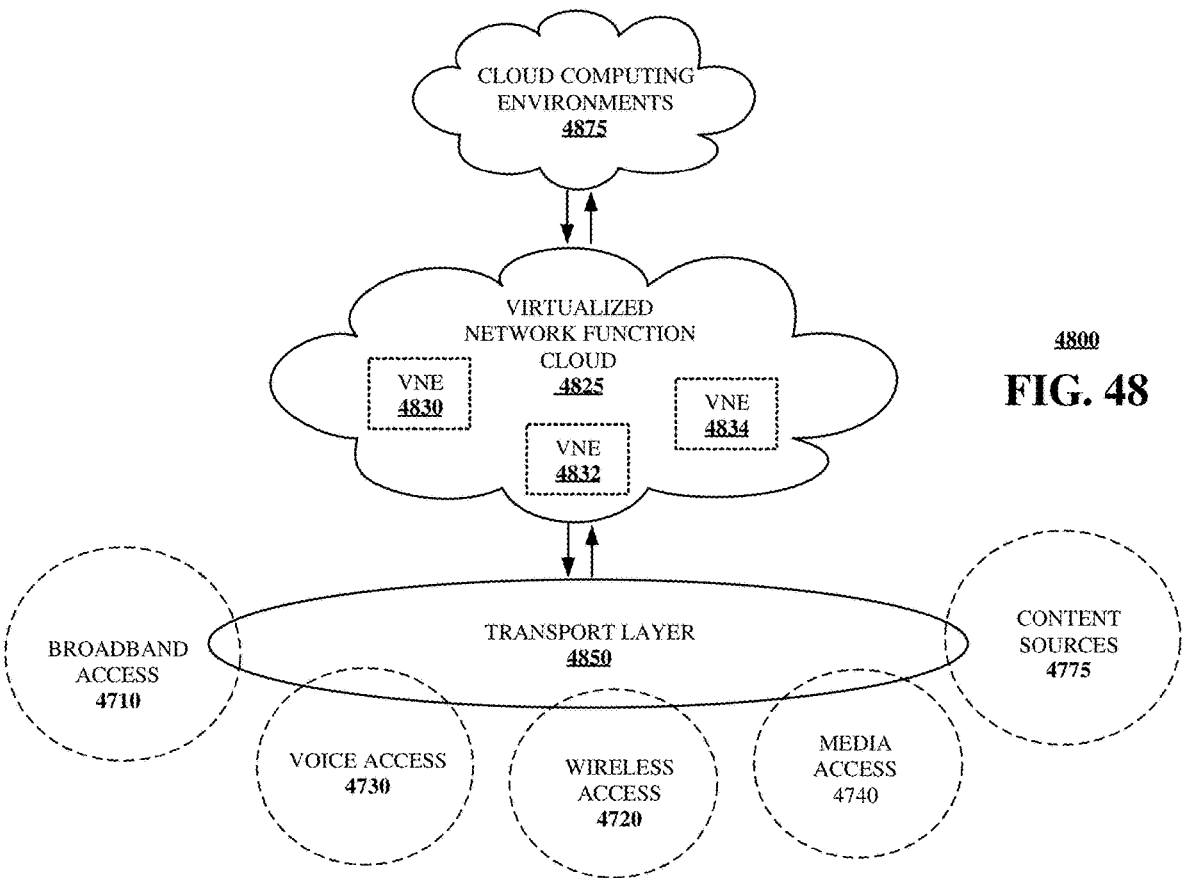 CLOUD COMPUTING
ENVIRONMENTS
4875
VIRTUALIZED
NETWORK FUNCTION
CLOUD
4825
VNE
4830
VNE
4832
VNE
4834
4800
FIG. 48
TRANSPORT LAYER
4850
BROADBAND
ACCESS
4710
VOICE ACCESS
4730
WIRELESS
ACCESS
4720
MEDIA
ACCESS
4740
CONTENT
SOURCES
4775